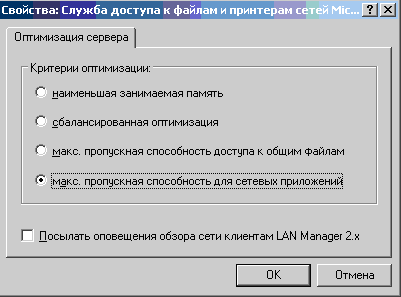 Свойства: Служба доступа к файлам и принтерам сетей Mic...
Оптимизация сервера
Критерии оптимизации:
наименьшая занимаемая память
сбалансированная оптимизация
макс. пропускная способность доступа к общим файлам
макс. пропускная способность для сетевых приложений
Посылать оповещения обзора сети клиентам LAN Manager 2.x
OK
Отмена